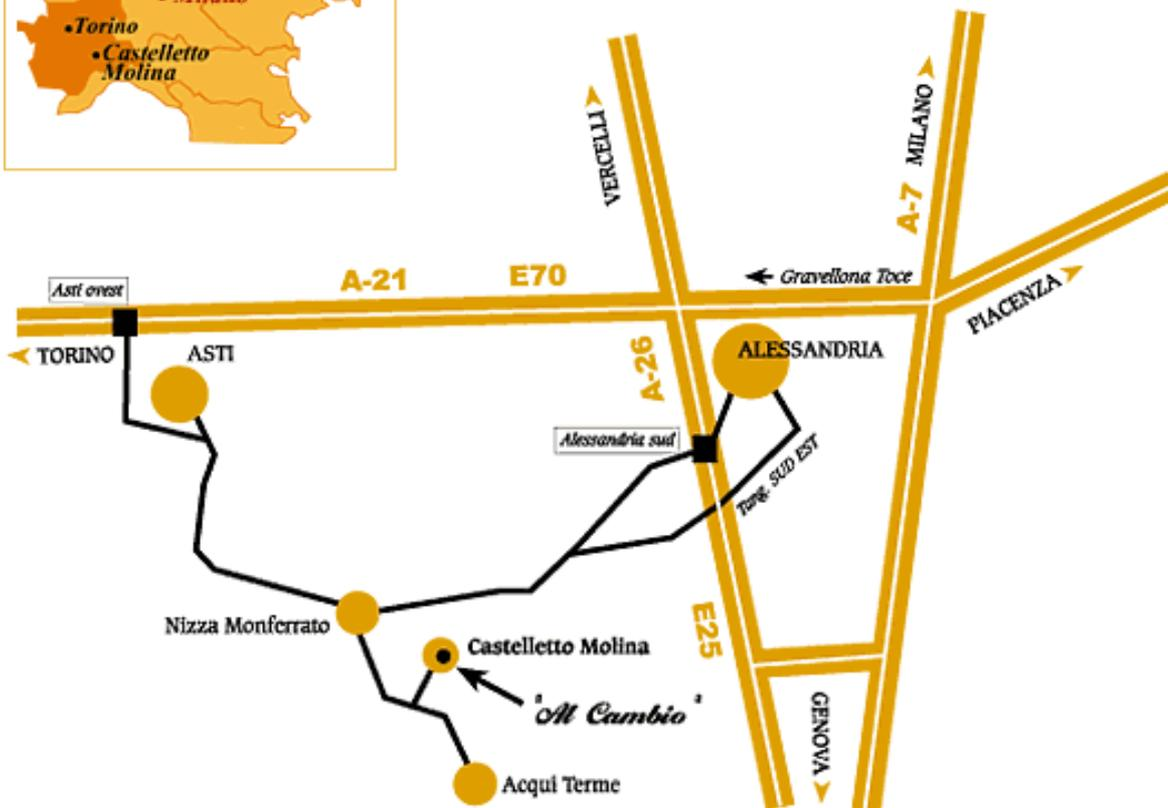 Milano
Torino
Castelletto
Molina
VERCELLI
A-7 MILANO
Asti ovest
A-21
E70
Gravellona Toce
PIACENZA
TORINO
ASTI
A-26
ALESSANDRIA
Alessandria sud
Tang. SUD EST
Nizza Monferrato
E25
Castelletto Molina
"Al Cambio"
GENOVA
Acqui Terme